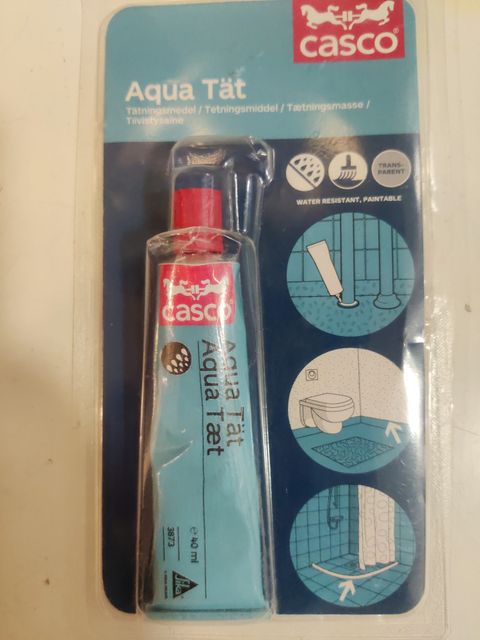 casco®
Aqua Tät
Tätningsmedel / Tetningsmiddel / Tætningsmasse /
Tiivistysaine
TRANS-
PARENT
WATER RESISTANT, PAINTABLE
casco®
Aqua Tät
Aqua Tæt
℮ 40 ml
3873